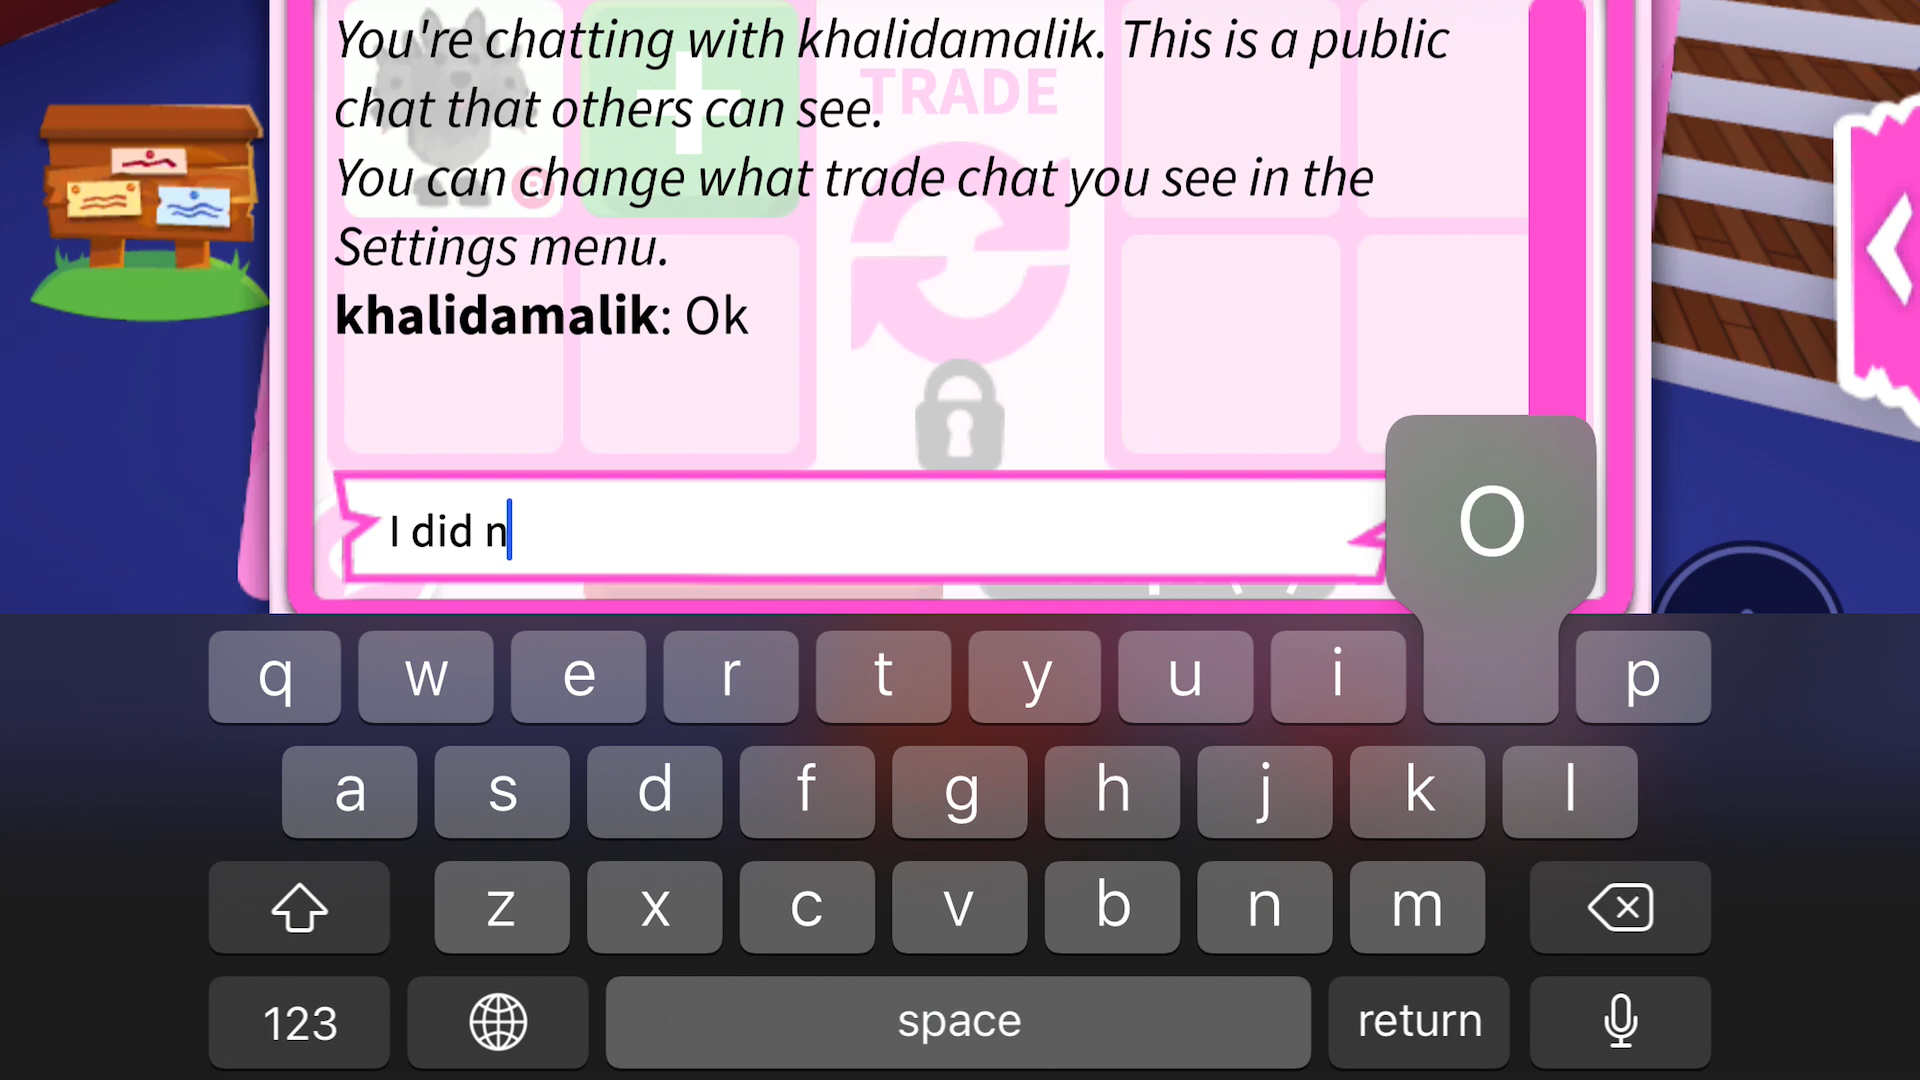 You're chatting with khalidamalik. This is a public
TRADE
chat that others can see.
You can change what trade chat you see in the
Settings menu.
khalidamalik: Ok
I did n
O
q w e r t y u i p
a s d f g h j k l
z x c v b n m
123 space return